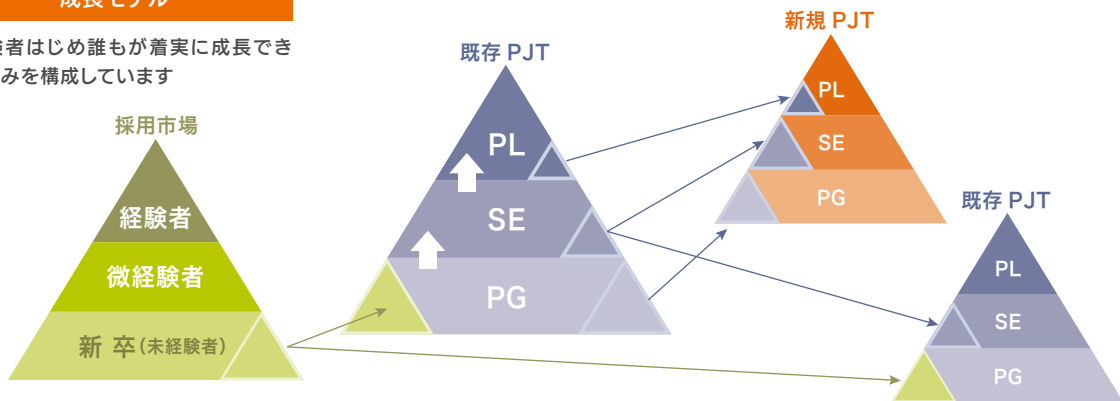 成長モデル
験者はじめ誰もが着実に成長でき
みを構成しています
採用市場
経験者
微経験者
新 卒(未経験者)
既存 PJT
PL
SE
PG
新規 PJT
PL
SE
PG
既存 PJT
PL
SE
PG